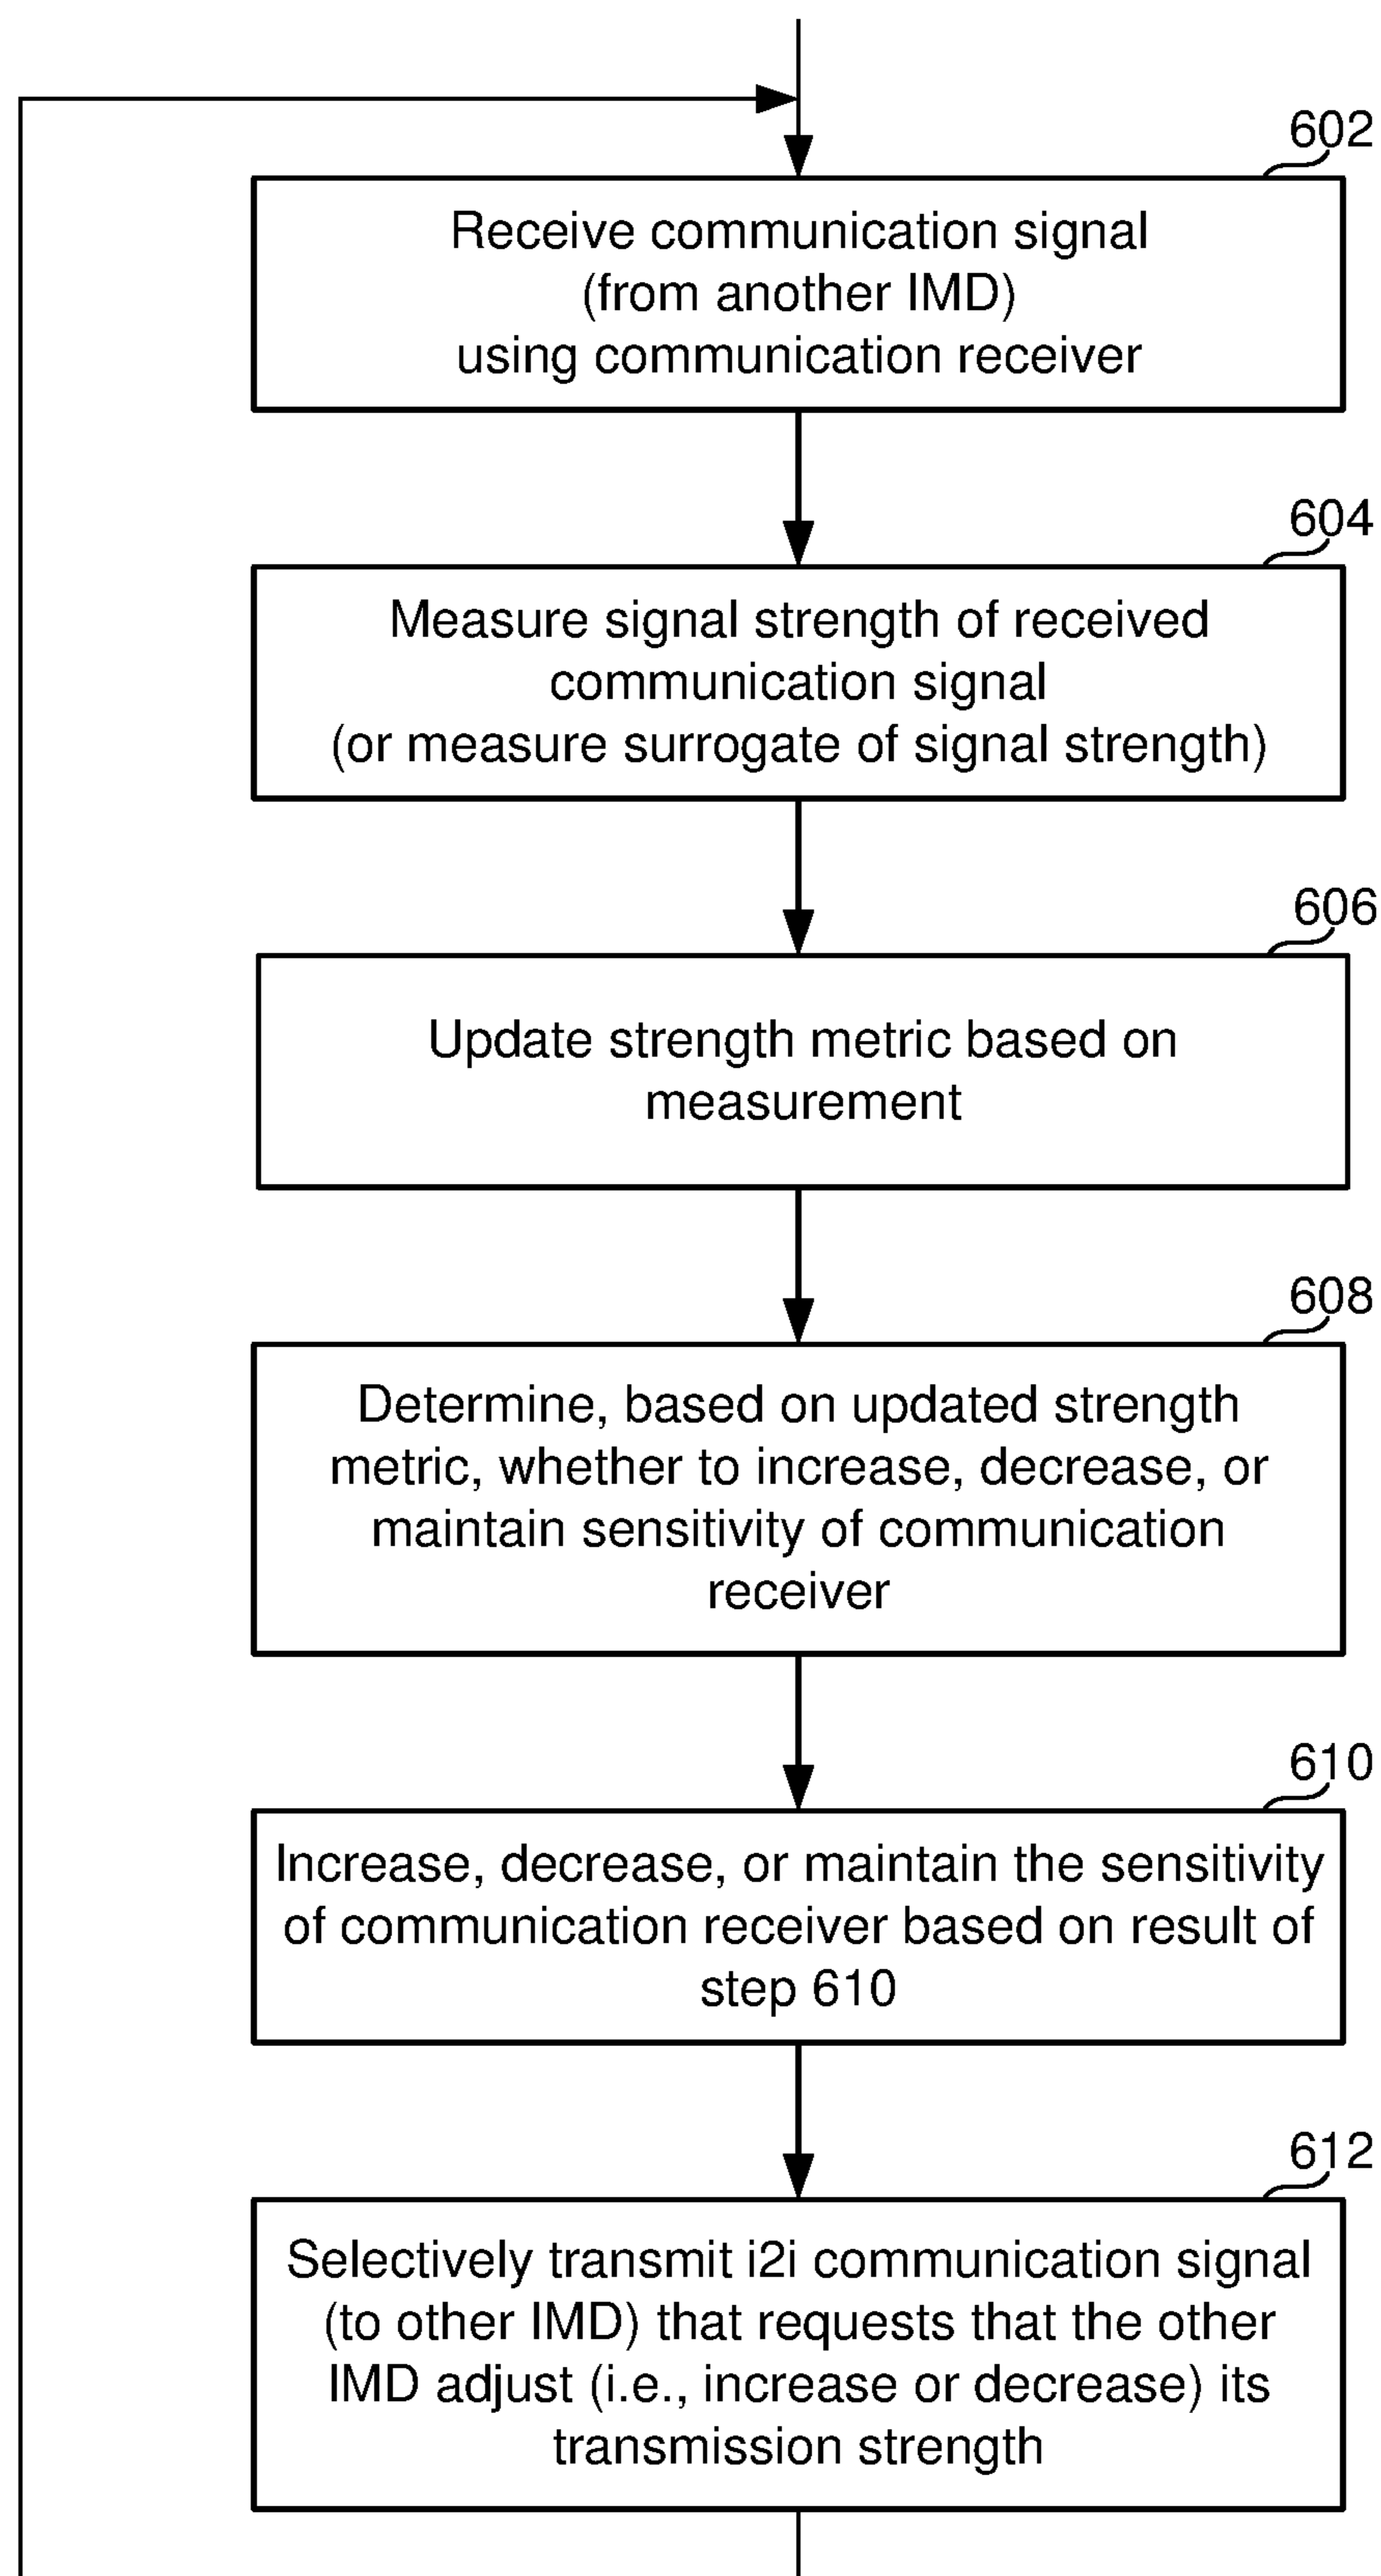 602
Receive communication signal
(from another IMD)
using communication receiver
604
Measure signal strength of received
communication signal
(or measure surrogate of signal strength)
606
Update strength metric based on
measurement
608
Determine, based on updated strength
metric, whether to increase, decrease, or
maintain sensitivity of communication
receiver
610
Increase, decrease, or maintain the sensitivity
of communication receiver based on result of
step 610
612
Selectively transmit i2i communication signal
(to other IMD) that requests that the other
IMD adjust (i.e., increase or decrease) its
transmission strength